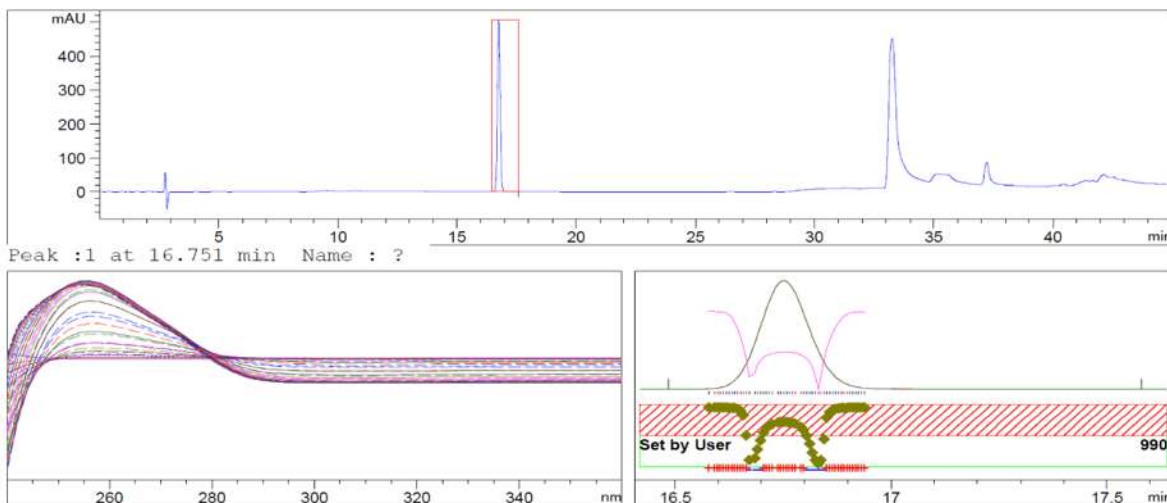 mAU
400
300
200
100
0
5 10 15 20 25 30 35 40 min
Peak :1 at 16.751 min Name : ?
Set by User 990
260 280 300 320 340 nm
16.5 17 17.5 min